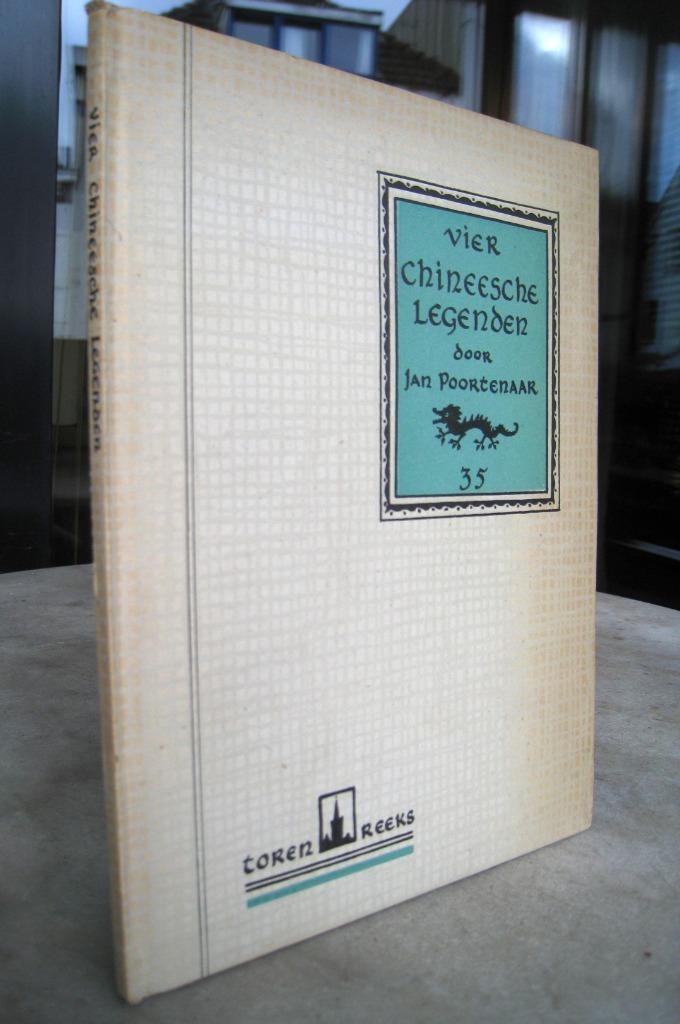 Vier Chineesche Legenden
Vier
Chineesche
Legenden
door
Jan Poortenaar
35
Toren Reeks